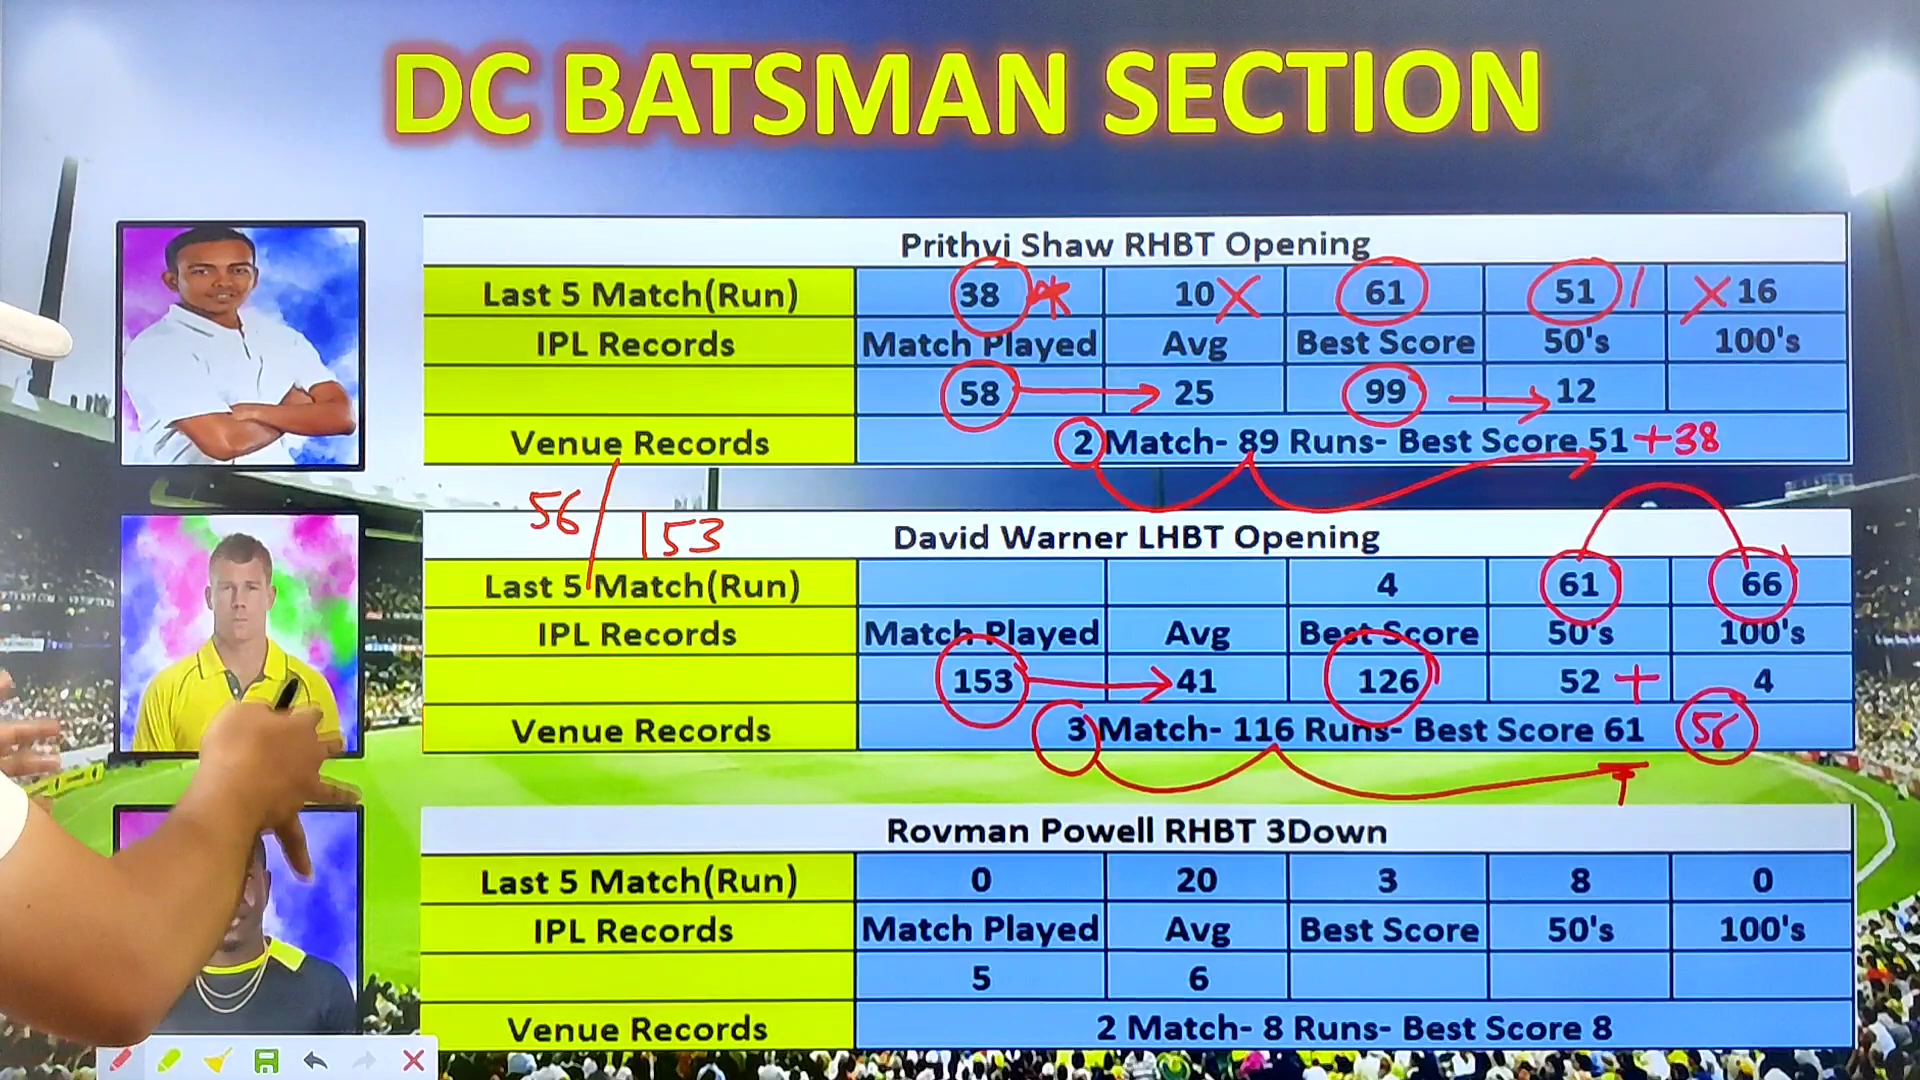 DC BATSMAN SECTION
Prithvi Shaw RHBT Opening
Last 5 Match(Run) 38 10 X 61 51 X 16
IPL Records Match Played Avg Best Score 50's 100's
58 25 99 12
Venue Records 2 Match- 89 Runs- Best Score 51 +38
56 / 153
David Warner LHBT Opening
Last 5 Match(Run) 4 61 66
IPL Records Match Played Avg Best Score 50's 100's
153 41 126 52 + 4
Venue Records 3 Match- 116 Runs- Best Score 61 56
Rovman Powell RHBT 3Down
Last 5 Match(Run) 0 20 3 8 0
IPL Records Match Played Avg Best Score 50's 100's
5 6
Venue Records 2 Match- 8 Runs- Best Score 8